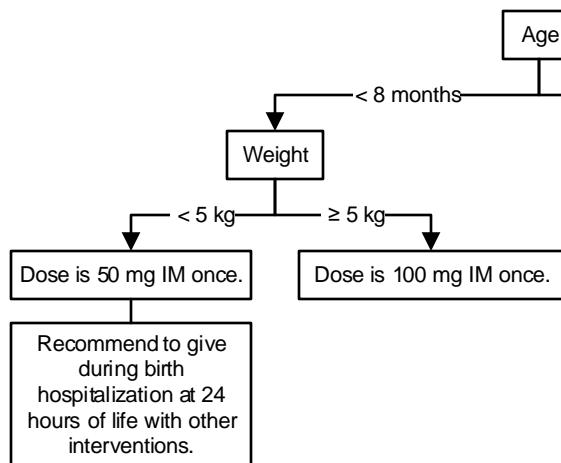 Age
< 8 months
Weight
< 5 kg
≥ 5 kg
Dose is 50 mg IM once.
Dose is 100 mg IM once.
Recommend to give
during birth
hospitalization at 24
hours of life with other
interventions.